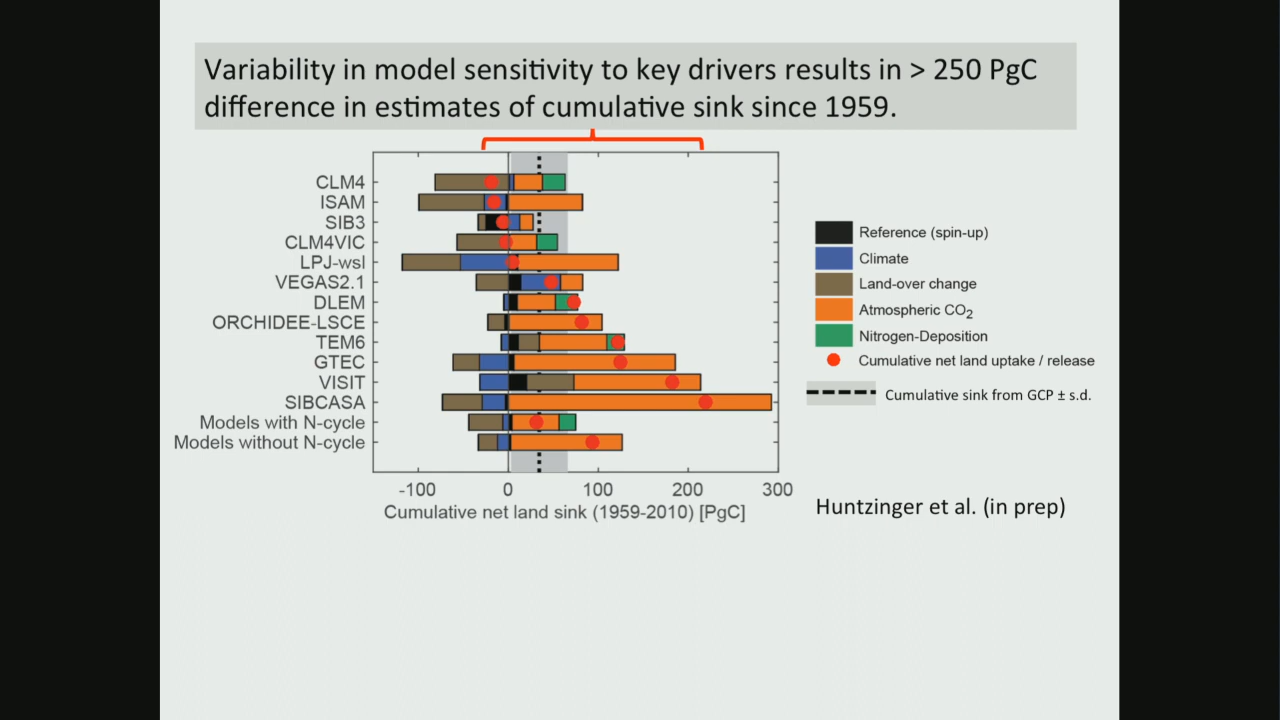 Variability in model sensitivity to key drivers results in > 250 PgC
difference in estimates of cumulative sink since 1959.
CLM4
ISAM
SIB3
CLM4VIC
LPJ-wsl
VEGAS2.1
DLEM
ORCHIDEE-LSCE
TEM6
GTEC
VISIT
SIBCASA
Models with N-cycle
Models without N-cycle
-100 0 100 200 300
Cumulative net land sink (1959-2010) [PgC]
Reference (spin-up)
Climate
Land-over change
Atmospheric CO2
Nitrogen-Deposition
Cumulative net land uptake / release
Cumulative sink from GCP ± s.d.
Huntzinger et al. (in prep)